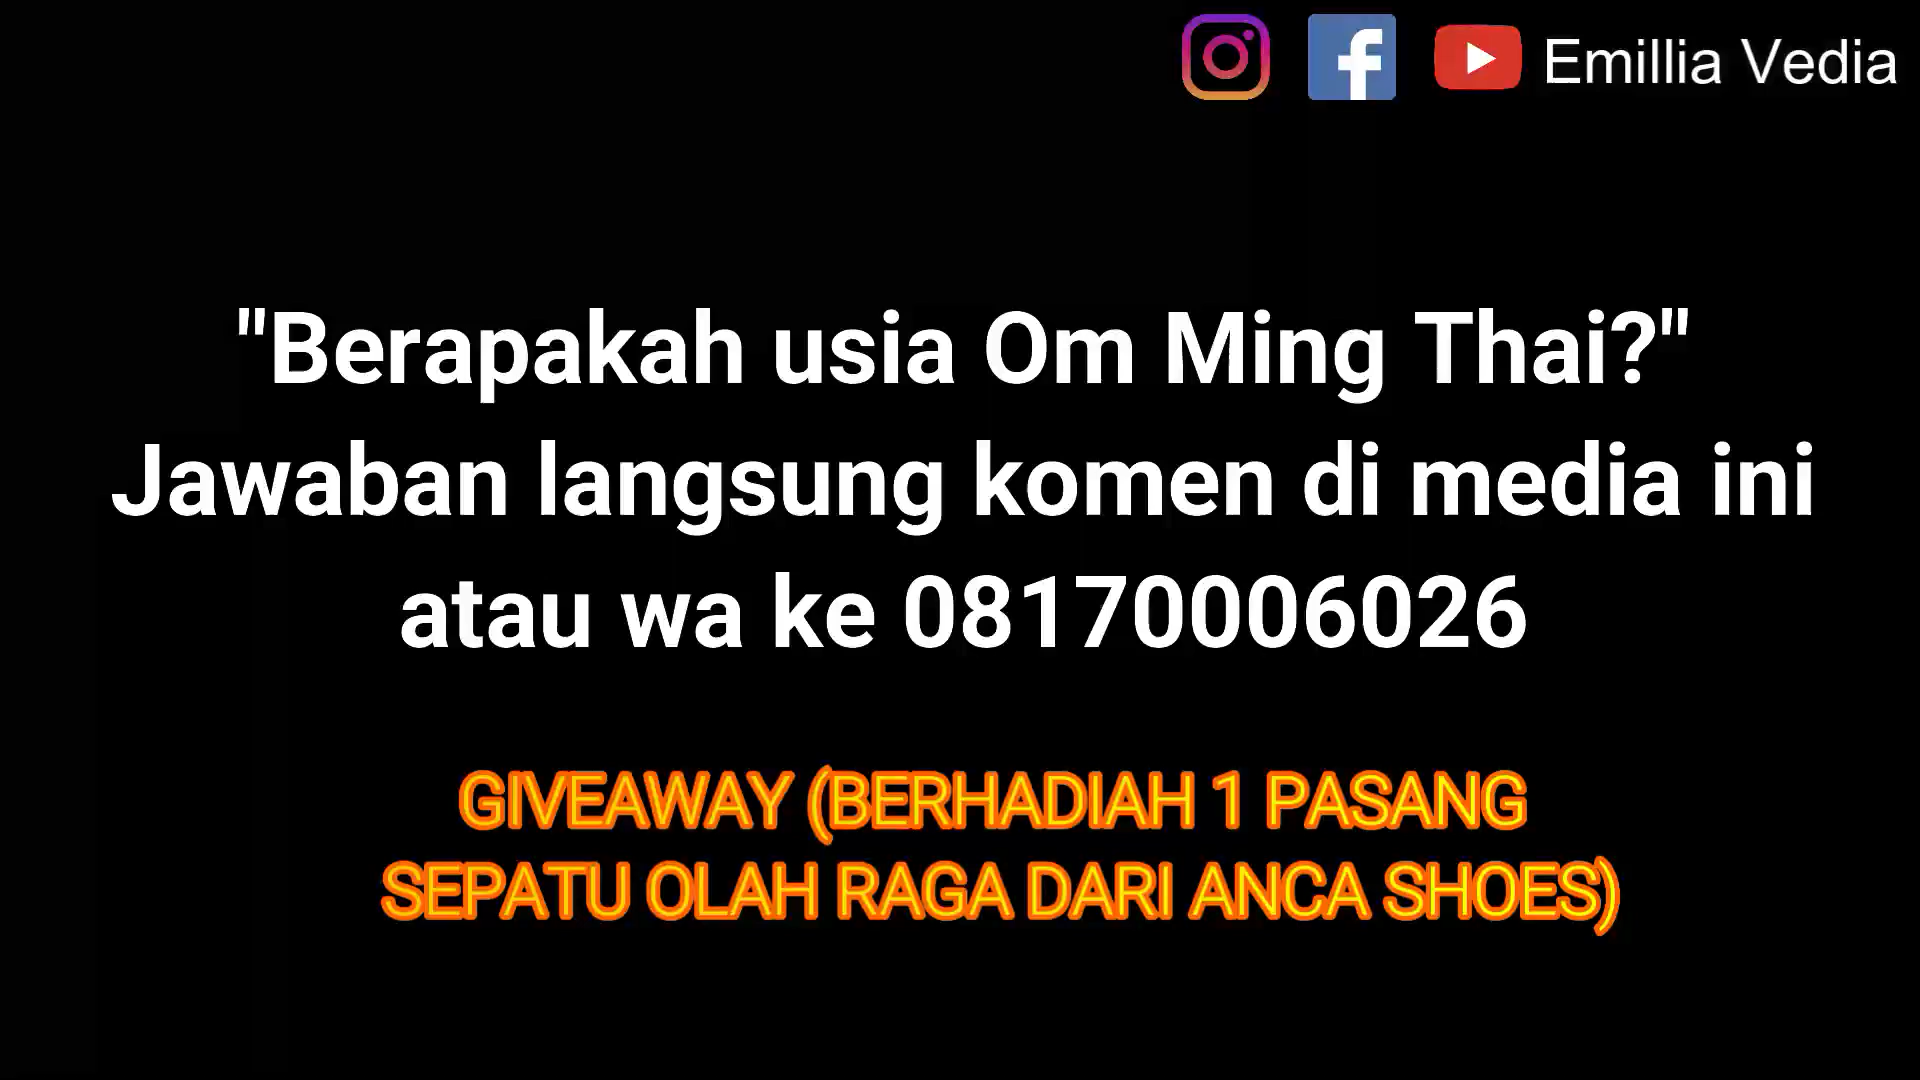 Emillia Vedia
"Berapakah usia Om Ming Thai?"
Jawaban langsung komen di media ini
atau wa ke 08170006026
GIVEAWAY (BERHADIAH 1 PASANG
SEPATU OLAH RAGA DARI ANCA SHOES)